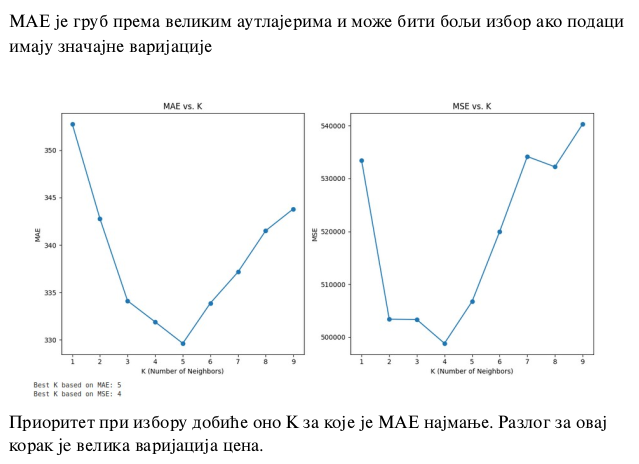 МАЕ је груб према великим аутлајерима и може бити бољи избор ако подаци
имају значајне варијације
MAE vs. K
MAE
350
345
340
335
330
1 2 3 4 5 6 7 8 9
K (Number of Neighbors)
MSE vs. K
MSE
540000
530000
520000
510000
500000
1 2 3 4 5 6 7 8 9
K (Number of Neighbors)
Best K based on MAE: 5
Best K based on MSE: 4
Приоритет при избору добиће оно К за које је МАЕ најмање. Разлог за овај
корак је велика варијација цена.